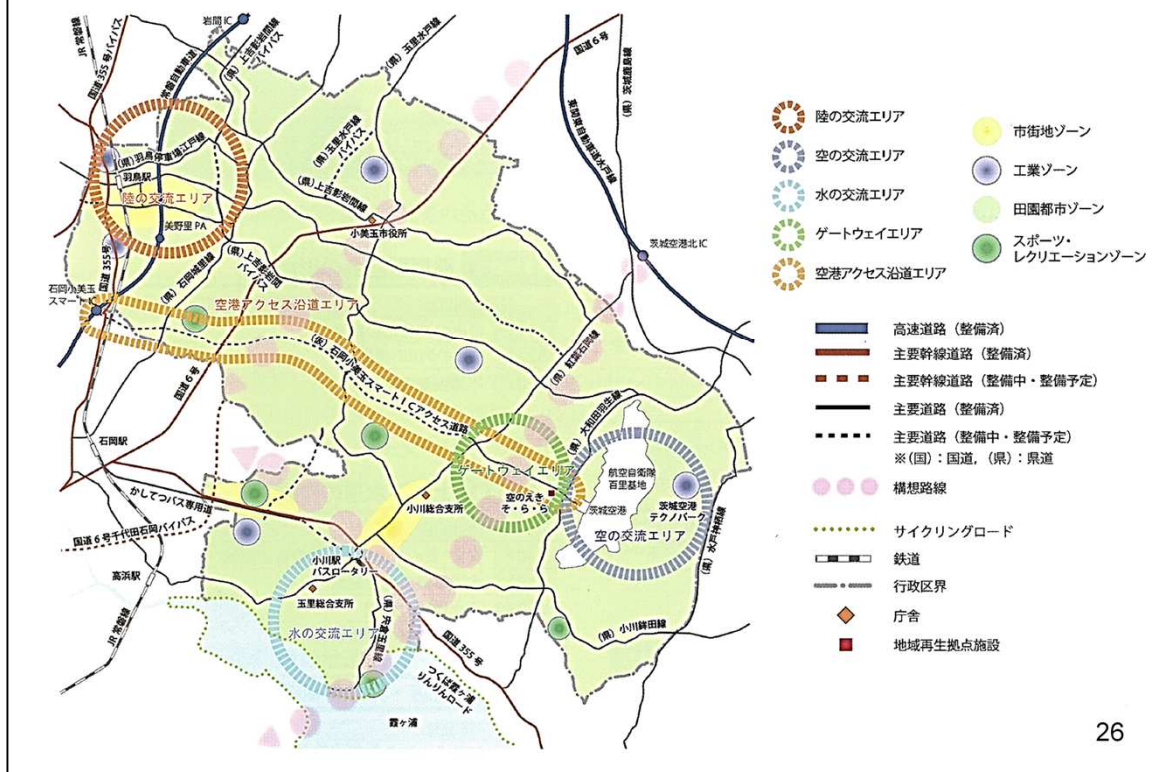 岩間IC
JR 常磐線
国道 355 号バイパス
常磐自動車道
(県) 上吉影岩間線
バイパス
(県) 玉里水戸線
国道6号
(県) 茨城鹿島線
東関東自動車道水戸線
(県) 羽鳥停車場江戸線
羽鳥駅
陸の交流エリア
美野里 PA
(県) 玉里水戸線
バイパス
(県) 上吉影岩間線
小美玉市役所
茨城空港北 IC
国道 355号
石岡小美玉
スマート IC
(県) 石岡城里線
(県) 上吉影岩間
バイパス
空港アクセス沿道エリア
(仮) 石岡小美玉スマートICアクセス道路
国道6号
(県) 紅葉石岡線
(県) 大和田羽生線
石岡駅
ゲートウェイエリア
航空自衛隊
百里基地
空のえき
そ・ら・ら
茨城空港
茨城空港
テクノパーク
空の交流エリア
かしてつバス専用道
小川総合支所
国道6号千代田石岡バイパス
小川駅
バスロータリー
高浜駅
玉里総合支所
水の交流エリア
(県) 宍倉玉里線
国道 355 号
(県) 小川鉾田線
(県) 水戸神栖線
JR 常磐線
つくば霞ヶ浦
りんりんロード
霞ヶ浦
陸の交流エリア
空の交流エリア
水の交流エリア
ゲートウェイエリア
空港アクセス沿道エリア
市街地ゾーン
工業ゾーン
田園都市ゾーン
スポーツ・
レクリエーションゾーン
高速道路（整備済）
主要幹線道路（整備済）
主要幹線道路（整備中・整備予定）
主要道路（整備済）
主要道路（整備中・整備予定）
※(国)：国道, (県)：県道
構想路線
サイクリングロード
鉄道
行政区界
庁舎
地域再生拠点施設
26